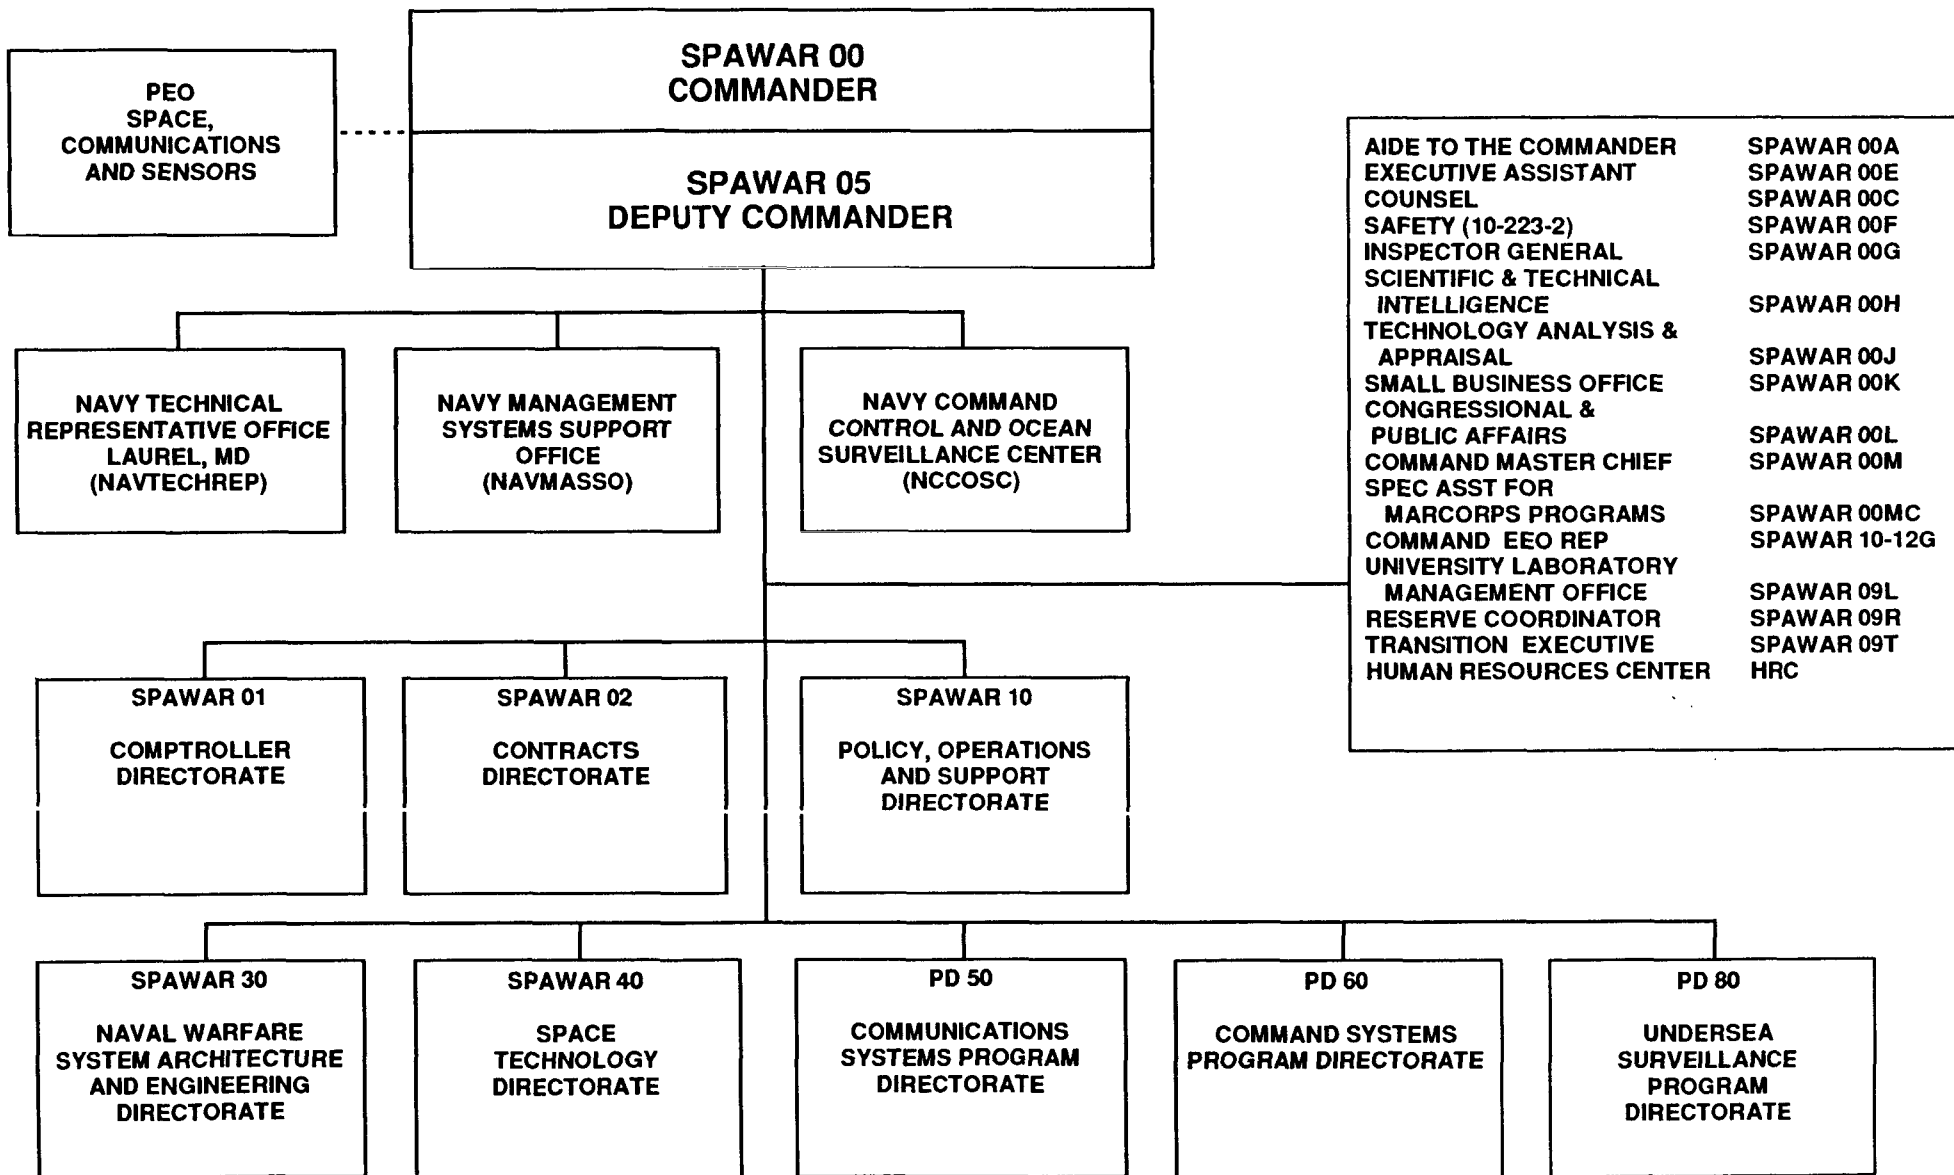 SPAWAR 00
COMMANDER
SPAWAR 05
DEPUTY COMMANDER
PEO
SPACE,
COMMUNICATIONS
AND SENSORS
AIDE TO THE COMMANDER SPAWAR 00A
EXECUTIVE ASSISTANT SPAWAR 00E
COUNSEL SPAWAR 00C
SAFETY (10-223-2) SPAWAR 00F
INSPECTOR GENERAL SPAWAR 00G
SCIENTIFIC & TECHNICAL
INTELLIGENCE SPAWAR 00H
TECHNOLOGY ANALYSIS &
APPRAISAL SPAWAR 00J
SMALL BUSINESS OFFICE SPAWAR 00K
CONGRESSIONAL &
PUBLIC AFFAIRS SPAWAR 00L
COMMAND MASTER CHIEF SPAWAR 00M
SPEC ASST FOR
MARCORPS PROGRAMS SPAWAR 00MC
COMMAND EEO REP SPAWAR 10-12G
UNIVERSITY LABORATORY
MANAGEMENT OFFICE SPAWAR 09L
RESERVE COORDINATOR SPAWAR 09R
TRANSITION EXECUTIVE SPAWAR 09T
HUMAN RESOURCES CENTER HRC
NAVY TECHNICAL
REPRESENTATIVE OFFICE
LAUREL, MD
(NAVTECHREP)
NAVY MANAGEMENT
SYSTEMS SUPPORT
OFFICE
(NAVMASSO)
NAVY COMMAND
CONTROL AND OCEAN
SURVEILLANCE CENTER
(NCCOSC)
SPAWAR 01
COMPTROLLER
DIRECTORATE
SPAWAR 02
CONTRACTS
DIRECTORATE
SPAWAR 10
POLICY, OPERATIONS
AND SUPPORT
DIRECTORATE
SPAWAR 30
NAVAL WARFARE
SYSTEM ARCHITECTURE
AND ENGINEERING
DIRECTORATE
SPAWAR 40
SPACE
TECHNOLOGY
DIRECTORATE
PD 50
COMMUNICATIONS
SYSTEMS PROGRAM
DIRECTORATE
PD 60
COMMAND SYSTEMS
PROGRAM DIRECTORATE
PD 80
UNDERSEA
SURVEILLANCE
PROGRAM
DIRECTORATE